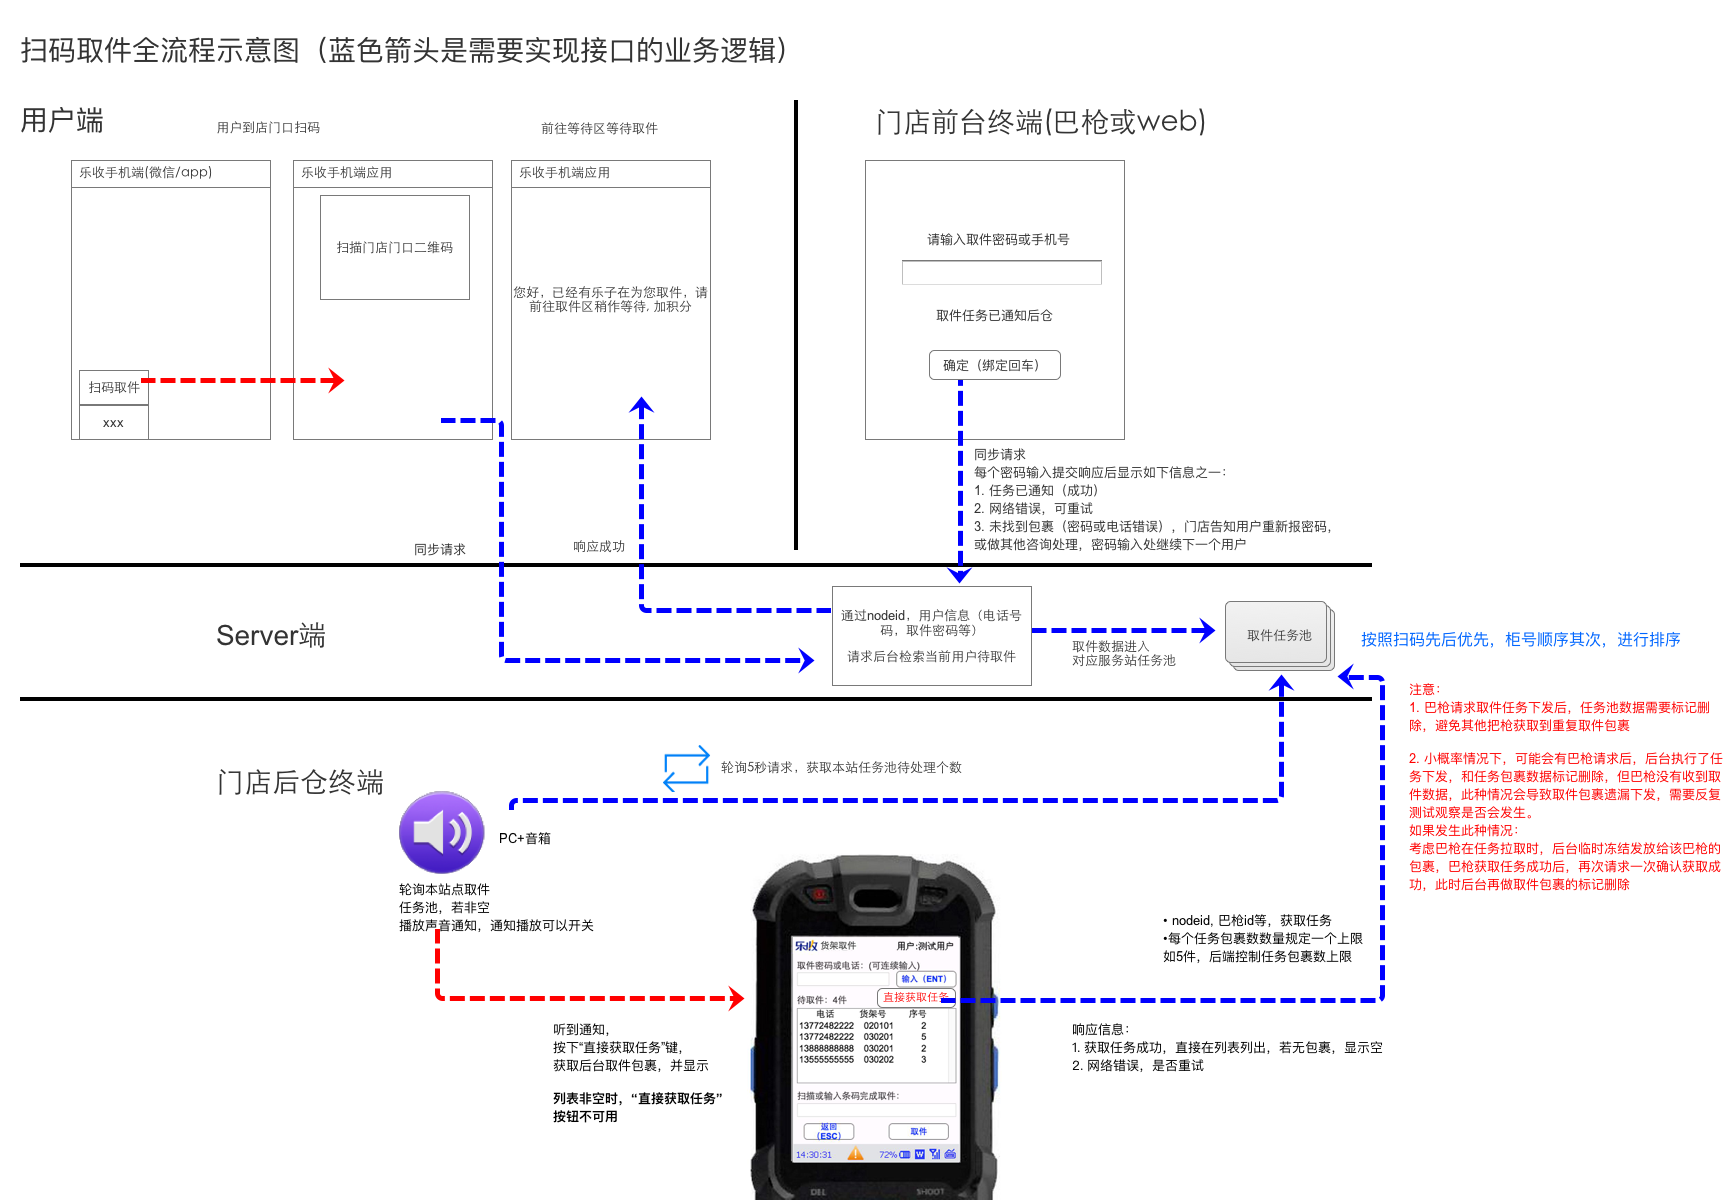 扫码取件全流程示意图（蓝色箭头是需要实现接口的业务逻辑）
用户端
用户到店门口扫码
前往等待区等待取件
乐收手机端(微信/app)
扫码取件
xxx
乐收手机端应用
扫描门店门口二维码
乐收手机端应用
您好，已经有乐子在为您取件，请
前往取件区稍作等待, 加积分
门店前台终端(巴枪或web)
请输入取件密码或手机号
取件任务已通知后仓
确定（绑定回车）
同步请求
每个密码输入提交响应后显示如下信息之一：
1. 任务已通知（成功）
2. 网络错误，可重试
3. 未找到包裹（密码或电话错误），门店告知用户重新报密码，
或做其他咨询处理，密码输入处继续下一个用户
同步请求
响应成功
Server端
通过nodeid，用户信息（电话号
码，取件密码等）
请求后台检索当前用户待取件
取件数据进入
对应服务站任务池
取件任务池
按照扫码先后优先，柜号顺序其次，进行排序
注意：
1. 巴枪请求取件任务下发后，任务池数据需要标记删
除，避免其他把枪获取到重复取件包裹
2. 小概率情况下，可能会有巴枪请求后，后台执行了任
务下发，和任务包裹数据标记删除，但巴枪没有收到取
件数据，此种情况会导致取件包裹遗漏下发，需要反复
测试观察是否会发生。
如果发生此种情况：
考虑巴枪在任务拉取时，后台临时冻结发放给该巴枪的
包裹，巴枪获取任务成功后，再次请求一次确认获取成
功，此时后台再做取件包裹的标记删除
门店后仓终端
轮询5秒请求，获取本站任务池待处理个数
PC+音箱
轮询本站点取件
任务池，若非空
播放声音通知，通知播放可以开关
听到通知，
按下“直接获取任务”键，
获取后台取件包裹，并显示
列表非空时，“直接获取任务”
按钮不可用
乐收 货架取件 用户:测试用户
取件密码或电话：(可连续输入)
输入（ENT）
待取件：4件
直接获取任务
电话 货架号 序号
13772482222 020101 2
13772482222 030201 5
13888888888 030201 2
13555555555 030202 3
扫描或输入条码完成取件：
返回
（ESC）
取件
14:30:31 72% W
DEL SHOOT
• nodeid, 巴枪id等，获取任务
•每个任务包裹数数量规定一个上限
如5件，后端控制任务包裹数上限
响应信息：
1. 获取任务成功，直接在列表列出，若无包裹，显示空
2. 网络错误，是否重试